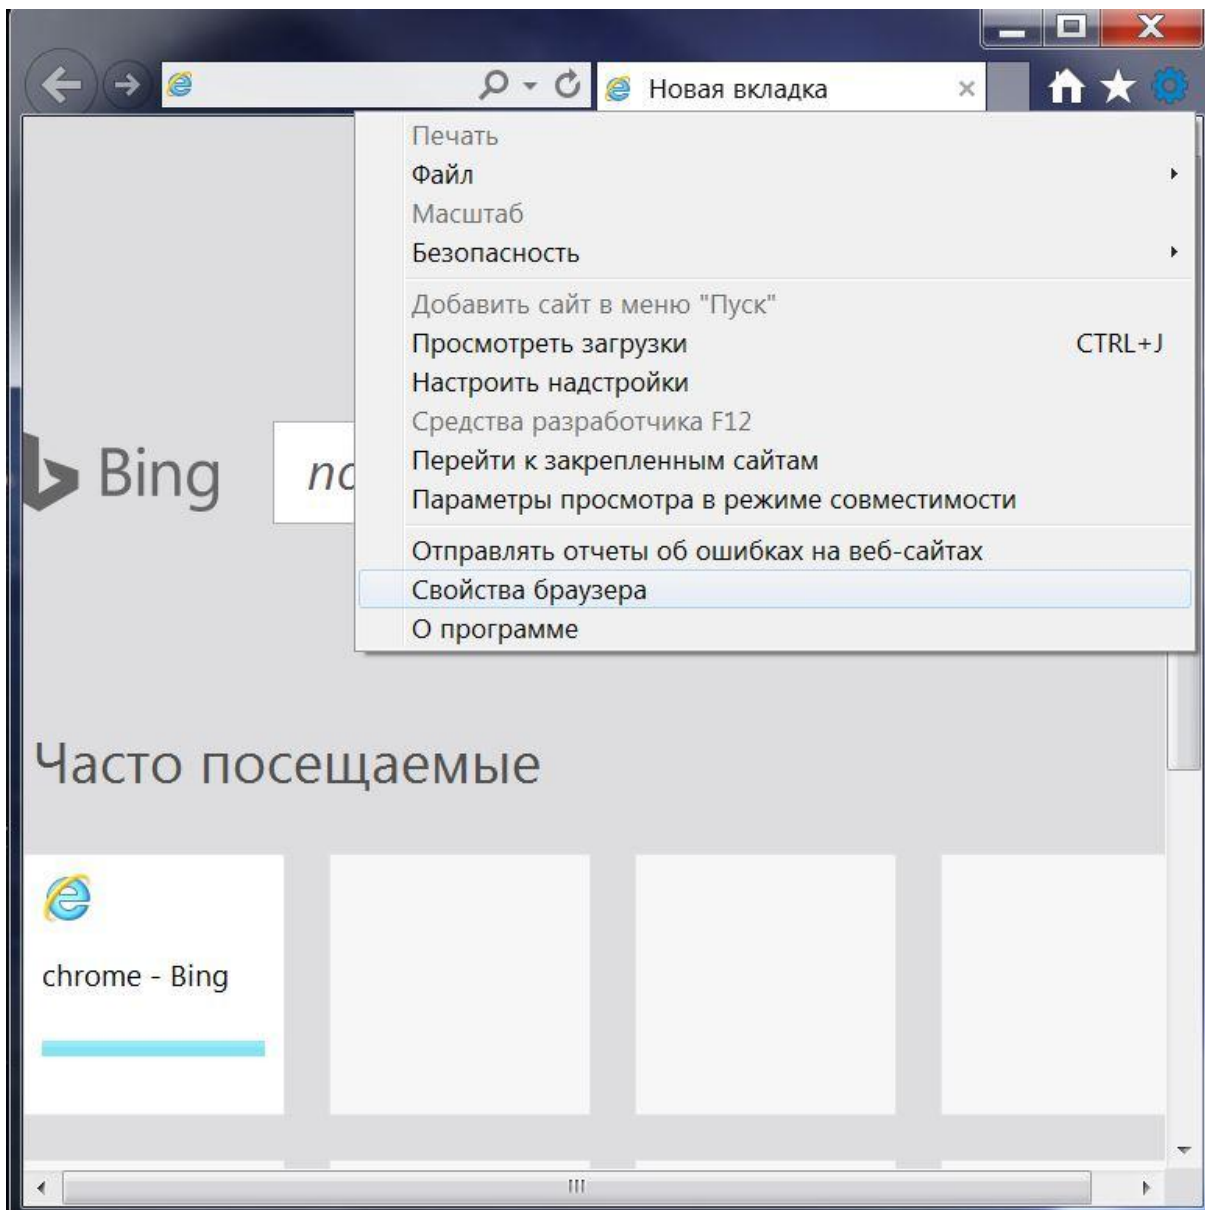 Новая вкладка
Печать
Файл
Масштаб
Безопасность
Добавить сайт в меню "Пуск"
Просмотреть загрузки CTRL+J
Настроить надстройки
Средства разработчика F12
Перейти к закрепленным сайтам
Параметры просмотра в режиме совместимости
Отправлять отчеты об ошибках на веб-сайтах
Свойства браузера
О программе
Bing
Часто посещаемые
chrome - Bing